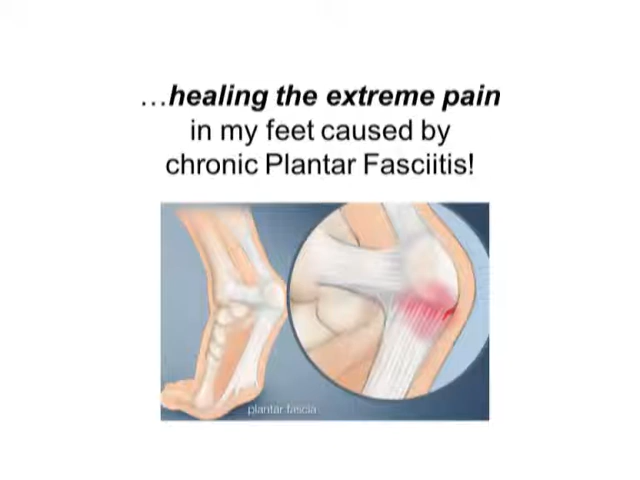 …healing the extreme pain
in my feet caused by
chronic Plantar Fasciitis!
plantar fascia